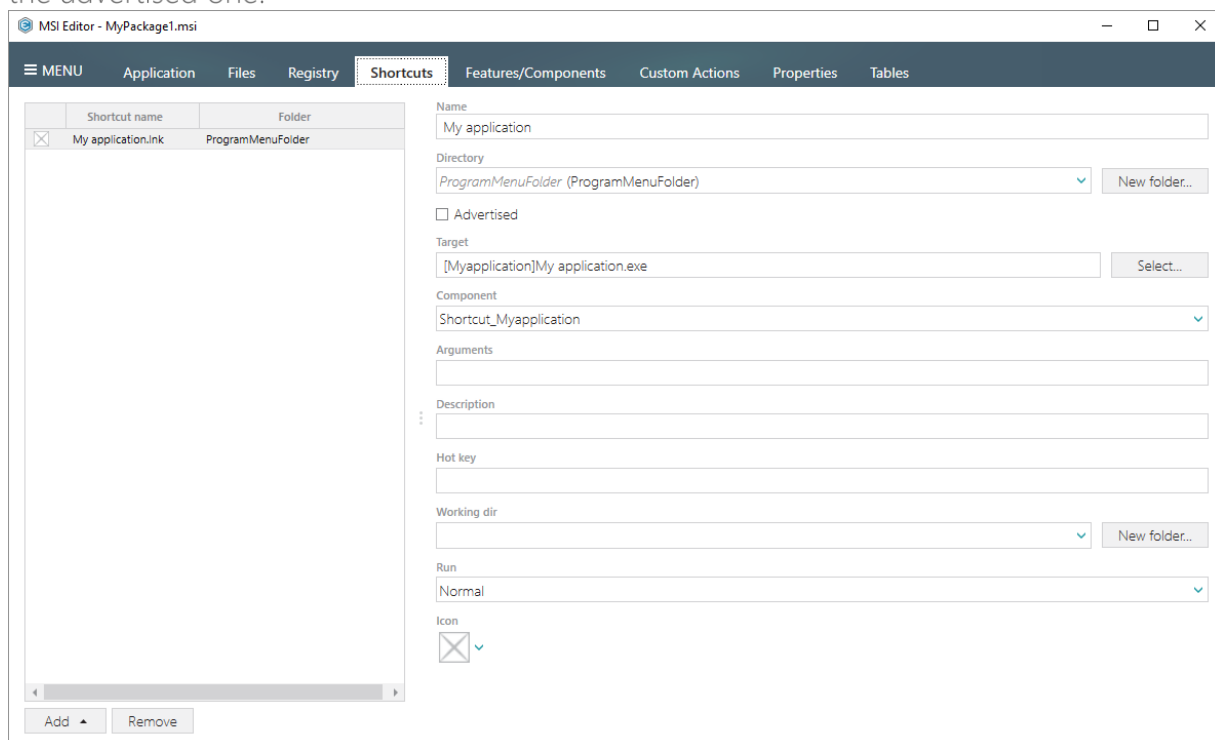 the advertised one.
MSI Editor - MyPackage1.msi
MENU Application Files Registry Shortcuts Features/Components Custom Actions Properties Tables
Shortcut name Folder
My application.lnk ProgramMenuFolder
Name
My application
Directory
ProgramMenuFolder (ProgramMenuFolder)
New folder...
Advertised
Target
[Myapplication]My application.exe
Select...
Component
Shortcut_Myapplication
Arguments
Description
Hot key
Working dir
New folder...
Run
Normal
Icon
Add Remove